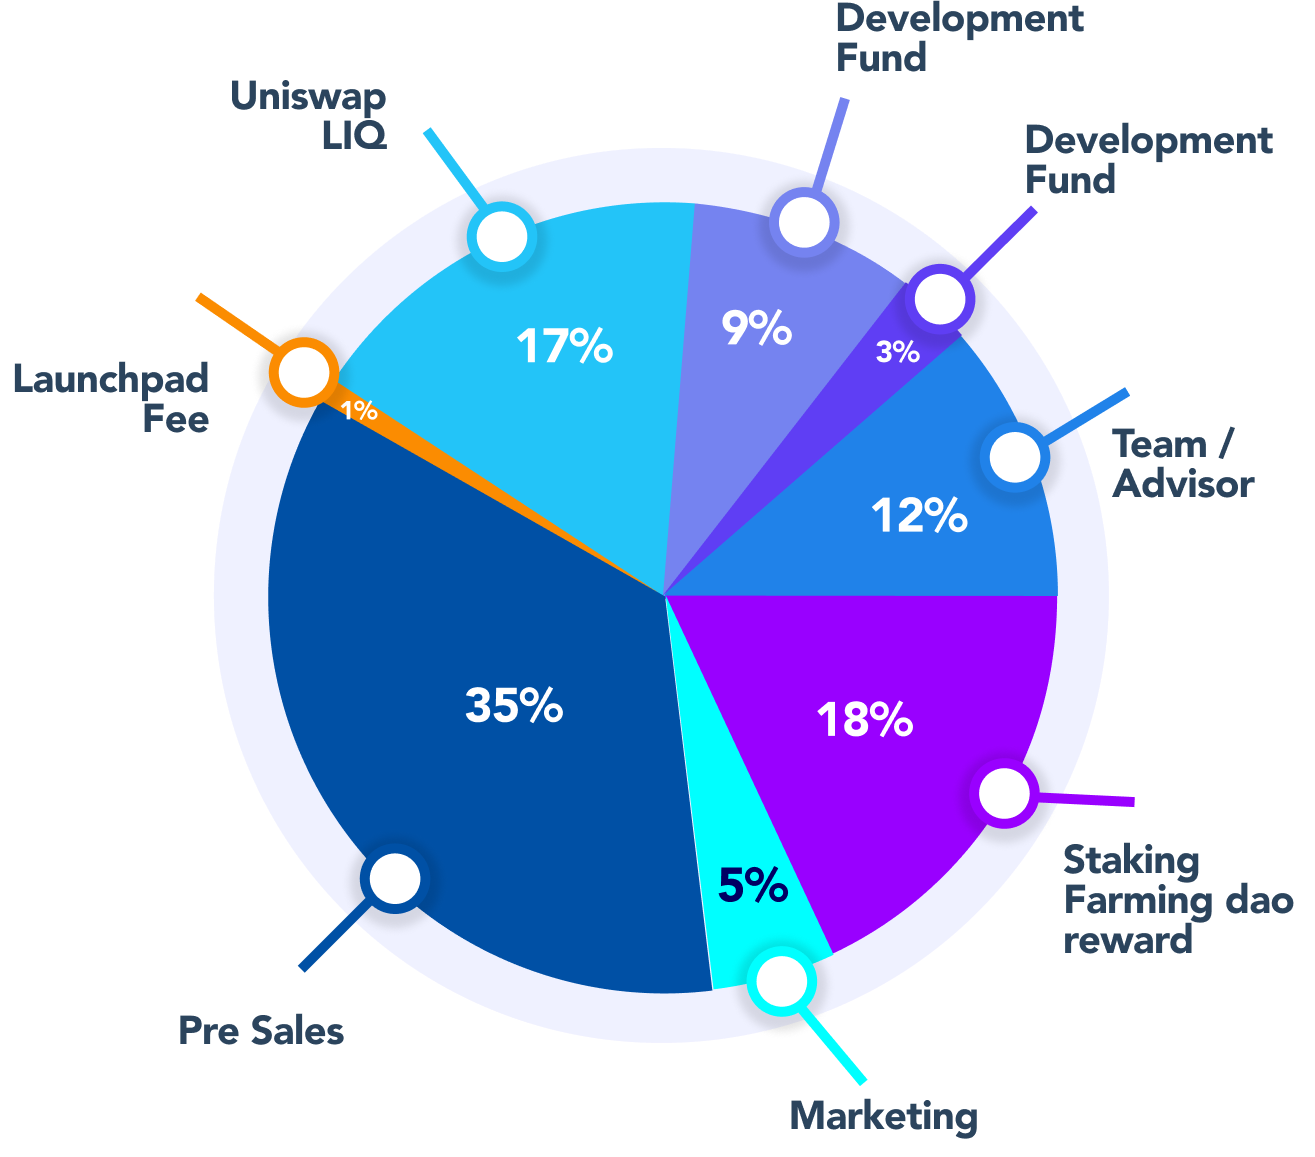 Development
Fund
Uniswap
LIQ
Development
Fund
9%
17%
3%
Launchpad
Fee
1%
Team /
Advisor
12%
35%
18%
5%
Staking
Farming dao
reward
Pre Sales
Marketing